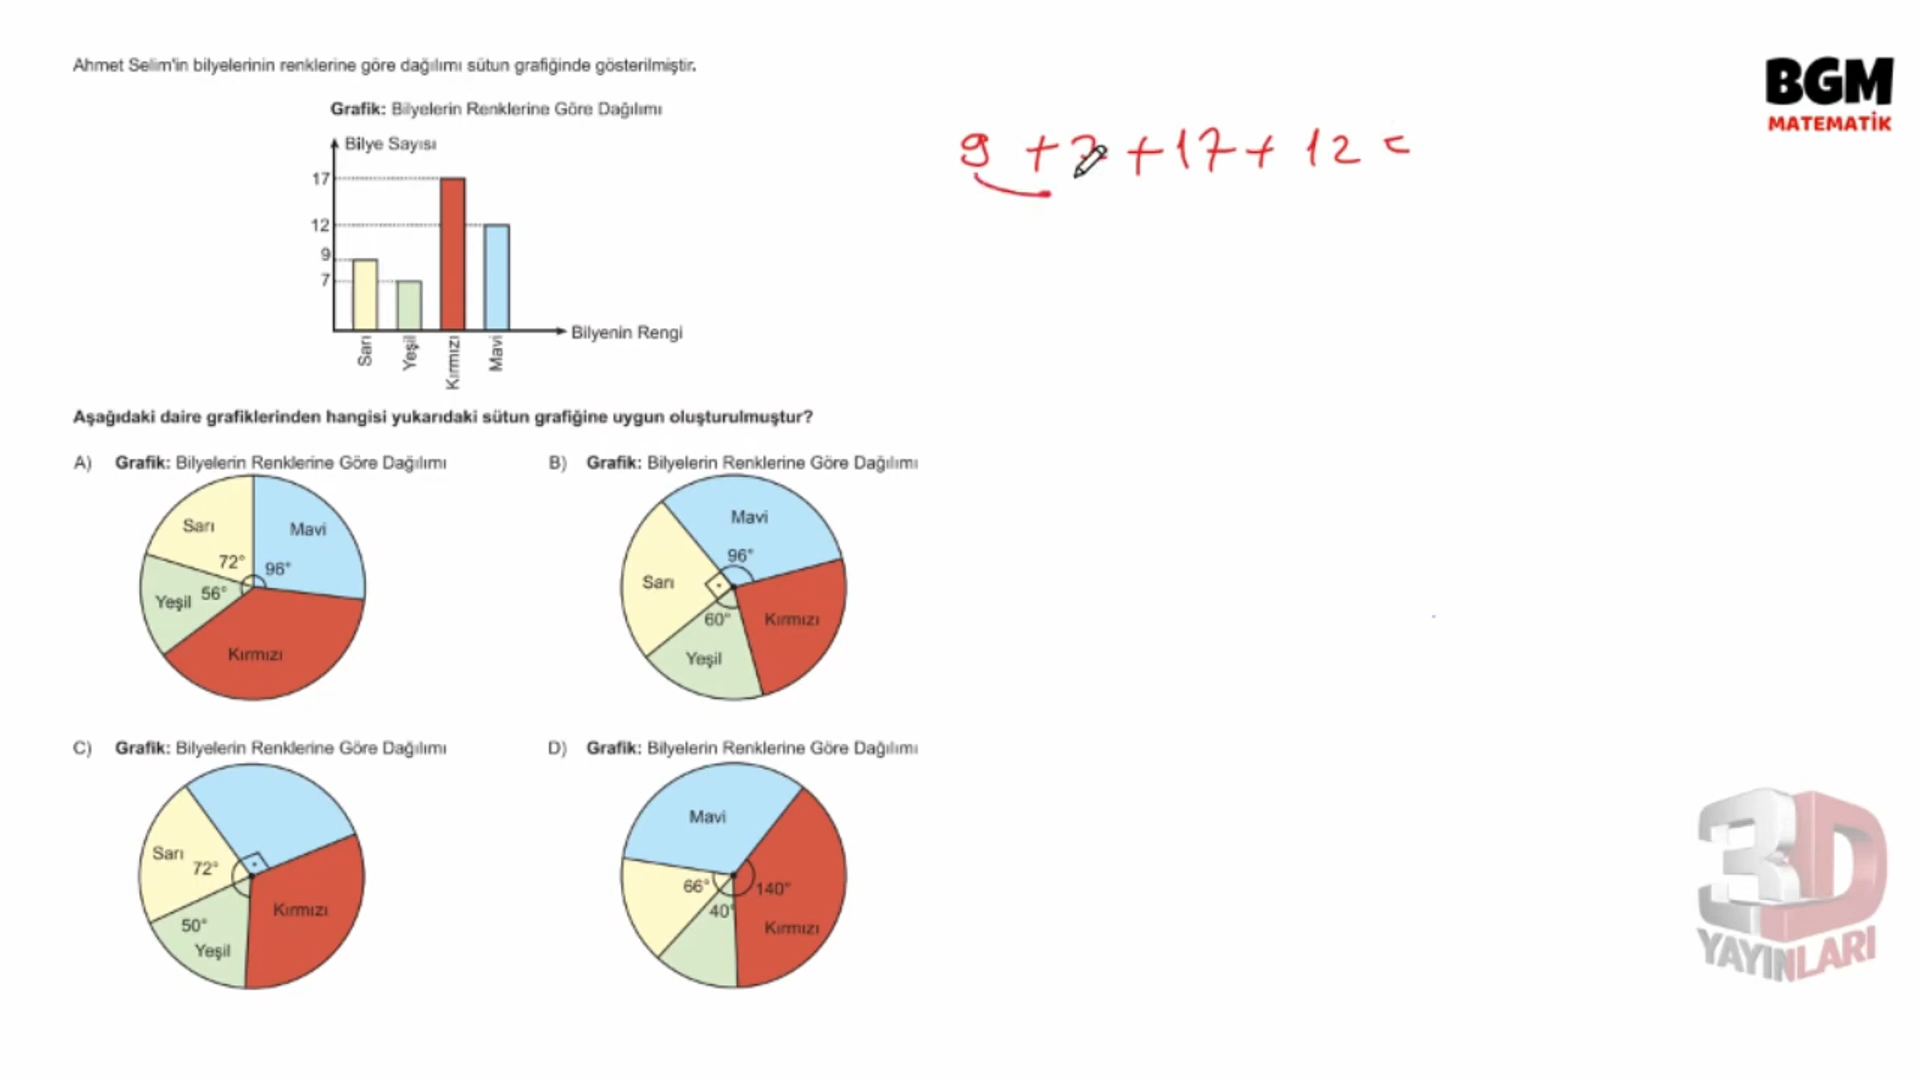 Ahmet Selim'in bilyelerinin renklerine göre dağılımı sütun grafiğinde gösterilmiştir.
BGM
MATEMATİK
Grafik: Bilyelerin Renklerine Göre Dağılımı
Bilye Sayısı
17
12
9
7
Sarı
Yeşil
Kırmızı
Mavi
Bilyenin Rengi
9 + 7 + 17 + 12 =
Aşağıdaki daire grafiklerinden hangisi yukarıdaki sütun grafiğine uygun oluşturulmuştur?
A) Grafik: Bilyelerin Renklerine Göre Dağılımı
Sarı
Mavi
72°
96°
56°
Yeşil
Kırmızı
B) Grafik: Bilyelerin Renklerine Göre Dağılımı
Mavi
96°
Sarı
60°
Kırmızı
Yeşil
C) Grafik: Bilyelerin Renklerine Göre Dağılımı
Sarı
72°
50°
Kırmızı
Yeşil
D) Grafik: Bilyelerin Renklerine Göre Dağılımı
Mavi
66°
140°
40°
Kırmızı
3D
YAYINLARI